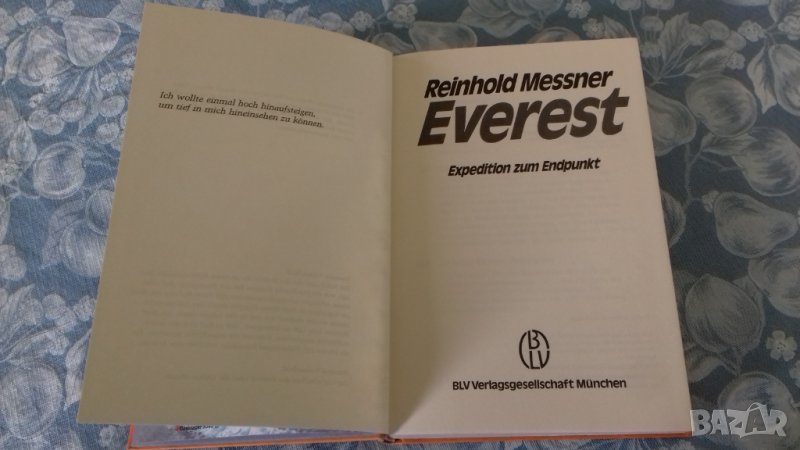 Ich wollte einmal hoch hinaufsteigen,
um tief in mich hineinsehen zu können.
Reinhold Messner
Everest
Expedition zum Endpunkt
BLV
BLV Verlagsgesellschaft München
BAZAR